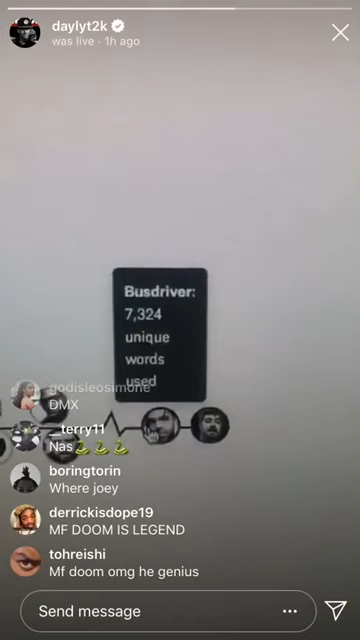 daylyt2k
was live · 1h ago
Busdriver:
7,324
unique
words
used
godisleosimone
DMX
__terry11
Nas🐍🐍🐍
boringtorin
Where joey
derrickisdope19
MF DOOM IS LEGEND
tohreishi
Mf doom omg he genius
Send message